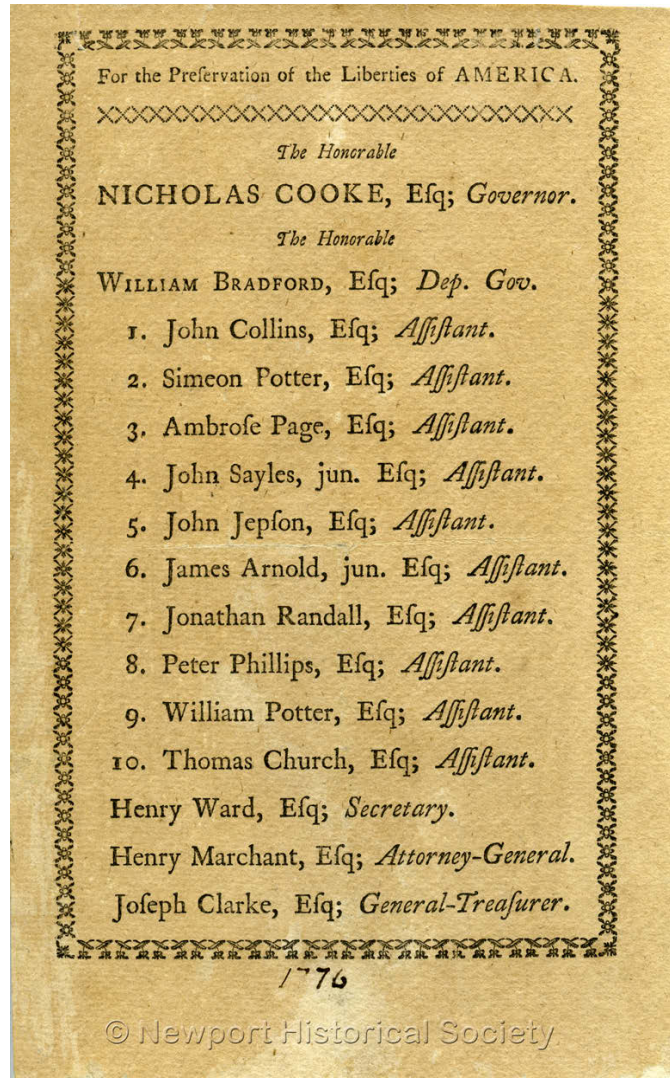 For the Preſervation of the Liberties of AMERICA.
The Honorable
NICHOLAS COOKE, Eſq; Governor.
The Honorable
WILLIAM BRADFORD, Eſq; Dep. Gov.
1. John Collins, Eſq; Aſſiſtant.
2. Simeon Potter, Eſq; Aſſiſtant.
3. Ambroſe Page, Eſq; Aſſiſtant.
4. John Sayles, jun. Eſq; Aſſiſtant.
5. John Jepſon, Eſq; Aſſiſtant.
6. James Arnold, jun. Eſq; Aſſiſtant.
7. Jonathan Randall, Eſq; Aſſiſtant.
8. Peter Phillips, Eſq; Aſſiſtant.
9. William Potter, Eſq; Aſſiſtant.
10. Thomas Church, Eſq; Aſſiſtant.
Henry Ward, Eſq; Secretary.
Henry Marchant, Eſq; Attorney-General.
Joſeph Clarke, Eſq; General-Treaſurer.
1776
© Newport Historical Society